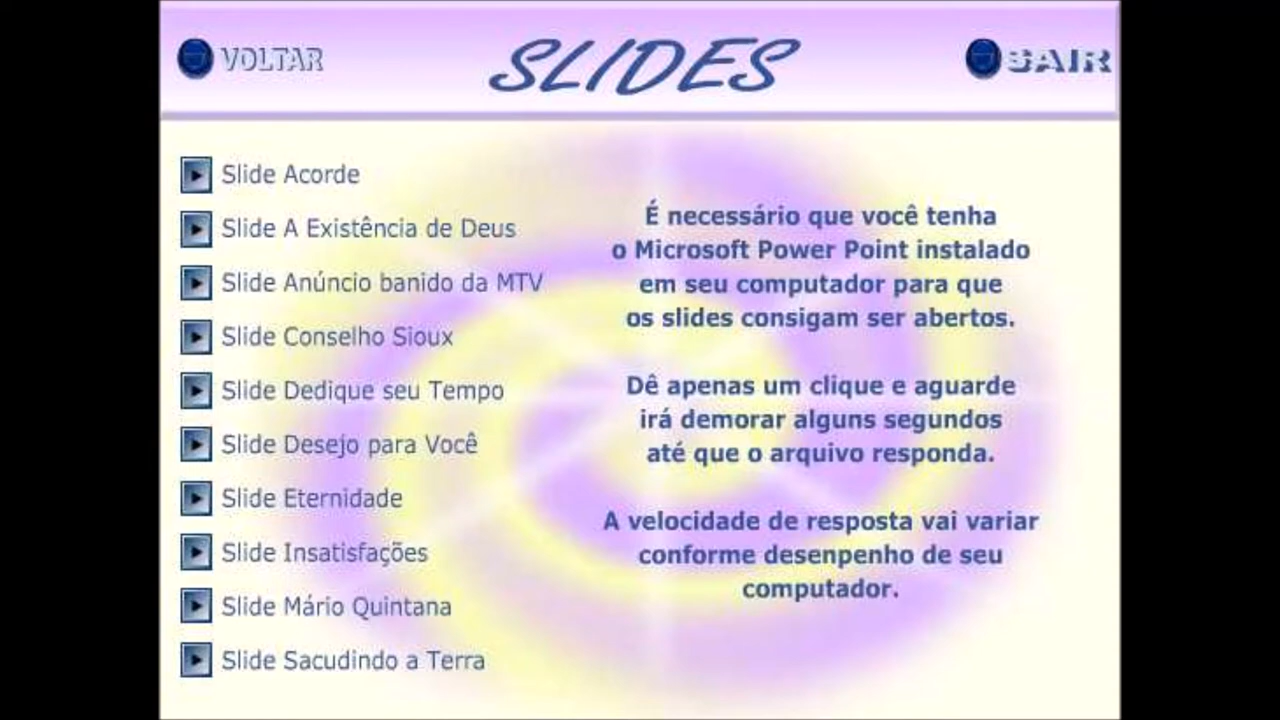 VOLTAR
SLIDES
SAIR
Slide Acorde
Slide A Existência de Deus
Slide Anúncio banido da MTV
Slide Conselho Sioux
Slide Dedique seu Tempo
Slide Desejo para Você
Slide Eternidade
Slide Insatisfações
Slide Mário Quintana
Slide Sacudindo a Terra
É necessário que você tenha
o Microsoft Power Point instalado
em seu computador para que
os slides consigam ser abertos.
Dê apenas um clique e aguarde
irá demorar alguns segundos
até que o arquivo responda.
A velocidade de resposta vai variar
conforme desenpenho de seu
computador.